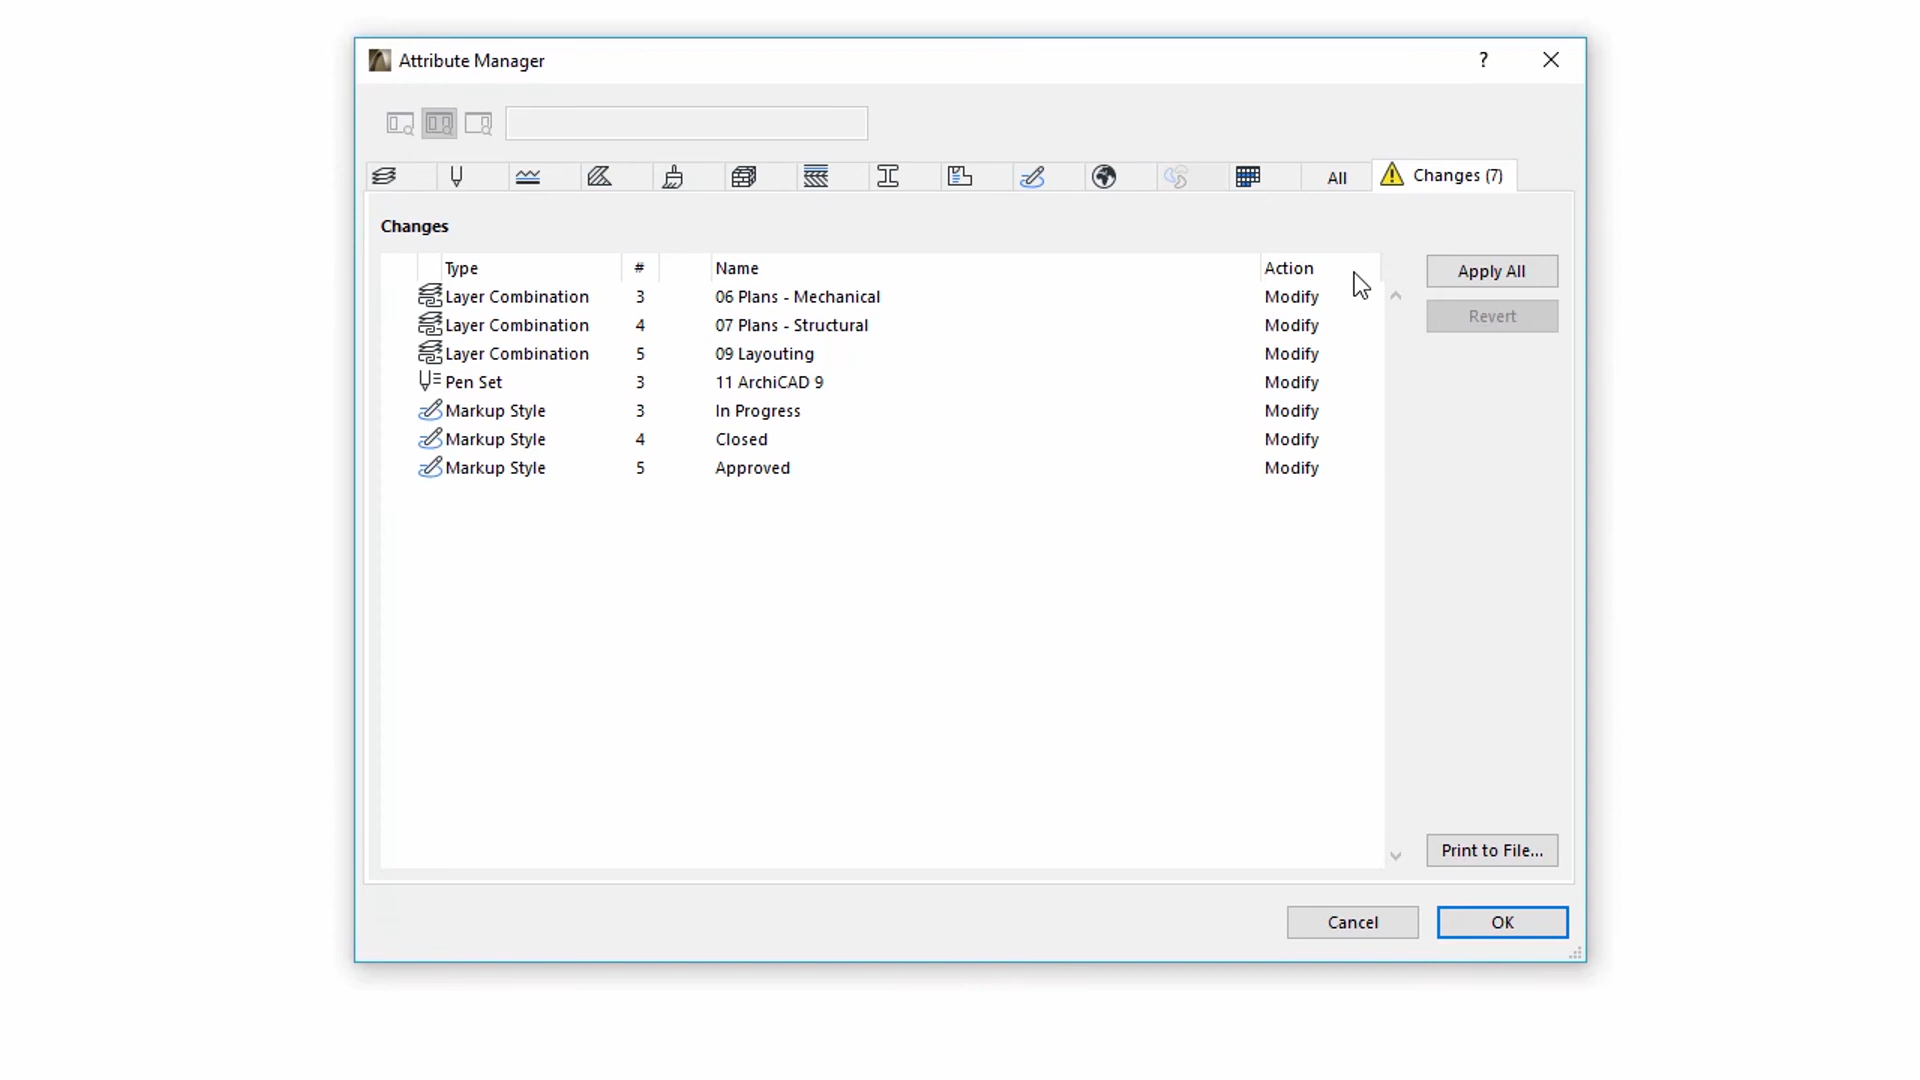 Attribute Manager
?
All
Changes (7)
Changes
Type # Name Action
Layer Combination 3 06 Plans - Mechanical Modify
Layer Combination 4 07 Plans - Structural Modify
Layer Combination 5 09 Layouting Modify
Pen Set 3 11 ArchiCAD 9 Modify
Markup Style 3 In Progress Modify
Markup Style 4 Closed Modify
Markup Style 5 Approved Modify
Apply All
Revert
Print to File...
Cancel
OK